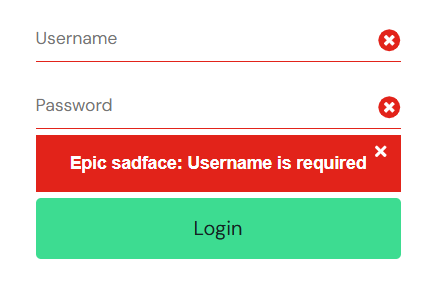 Username
Password
Epic sadface: Username is required
Login